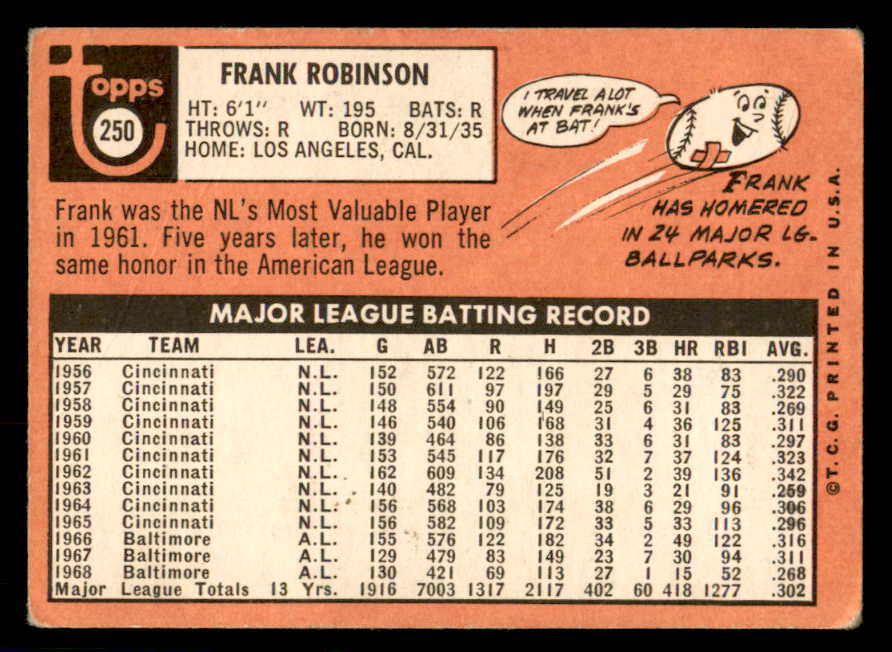 topps
250
FRANK ROBINSON
HT: 6'1" WT: 195 BATS: R
THROWS: R BORN: 8/31/35
HOME: LOS ANGELES, CAL.
I TRAVEL A LOT
WHEN FRANK'S
AT BAT!
FRANK
HAS HOMERED
IN 24 MAJOR LG.
BALLPARKS.
Frank was the NL's Most Valuable Player
in 1961. Five years later, he won the
same honor in the American League.
MAJOR LEAGUE BATTING RECORD
YEAR TEAM LEA. G AB R H 2B 3B HR RBI AVG.
1956 Cincinnati N.L. 152 572 122 166 27 6 38 83 .290
1957 Cincinnati N.L. 150 611 97 197 29 5 29 75 .322
1958 Cincinnati N.L. 148 554 90 149 25 6 31 83 .269
1959 Cincinnati N.L. 146 540 106 168 31 4 36 125 .311
1960 Cincinnati N.L. 139 464 86 138 33 6 31 83 .297
1961 Cincinnati N.L. 153 545 117 176 32 7 37 124 .323
1962 Cincinnati N.L. 162 609 134 208 51 2 39 136 .342
1963 Cincinnati N.L. 140 482 79 125 19 3 21 91 .259
1964 Cincinnati N.L. 156 568 103 174 38 6 29 96 .306
1965 Cincinnati N.L. 156 582 109 172 33 5 33 113 .296
1966 Baltimore A.L. 155 576 122 182 34 2 49 122 .316
1967 Baltimore A.L. 129 479 83 149 23 7 30 94 .311
1968 Baltimore A.L. 130 421 69 113 27 1 15 52 .268
Major League Totals 13 Yrs. 1916 7003 1317 2117 402 60 418 1277 .302
©T.C.G. PRINTED IN U.S.A.